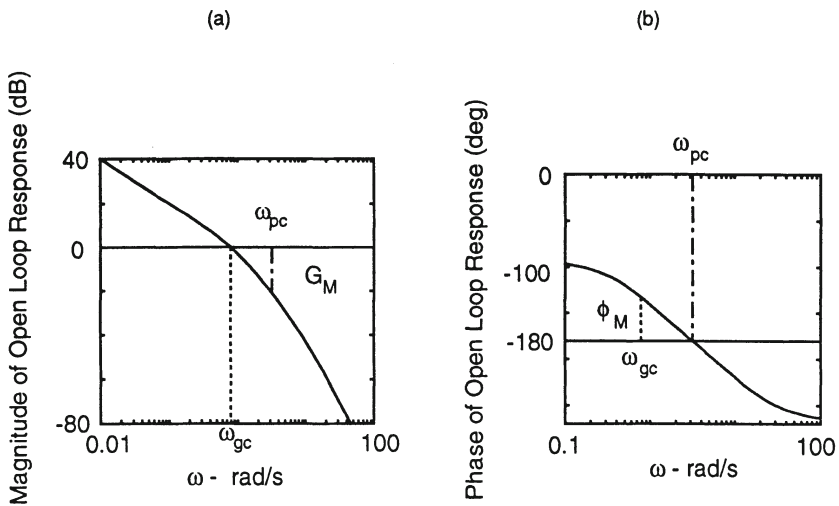 (a)
(b)
Magnitude of Open Loop Response (dB)
40
0
-80
ω_pc
G_M
0.01
ω_gc
100
ω - rad/s
Phase of Open Loop Response (deg)
ω_pc
0
-100
-180
ϕ_M
ω_gc
0.1
100
ω - rad/s